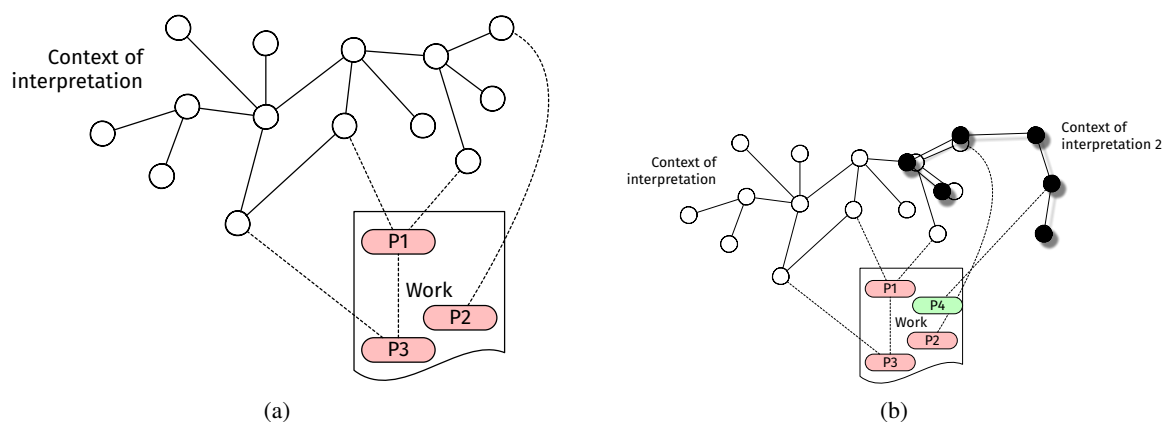 Context of
interpretation
P1
Work
P2
P3
(a)
Context of
interpretation
Context of
interpretation 2
P1
P4
Work
P2
P3
(b)